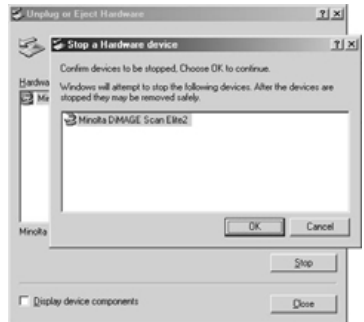 Unplug or Eject Hardware
Stop a Hardware device
Confirm devices to be stopped, Choose OK to continue.
Hardwa
Windows will attempt to stop the following devices. After the devices are
stopped they may be removed safely.
Mi
Minolta DiMAGE Scan Elite2
OK Cancel
Minolta
Stop
Display device components
Close